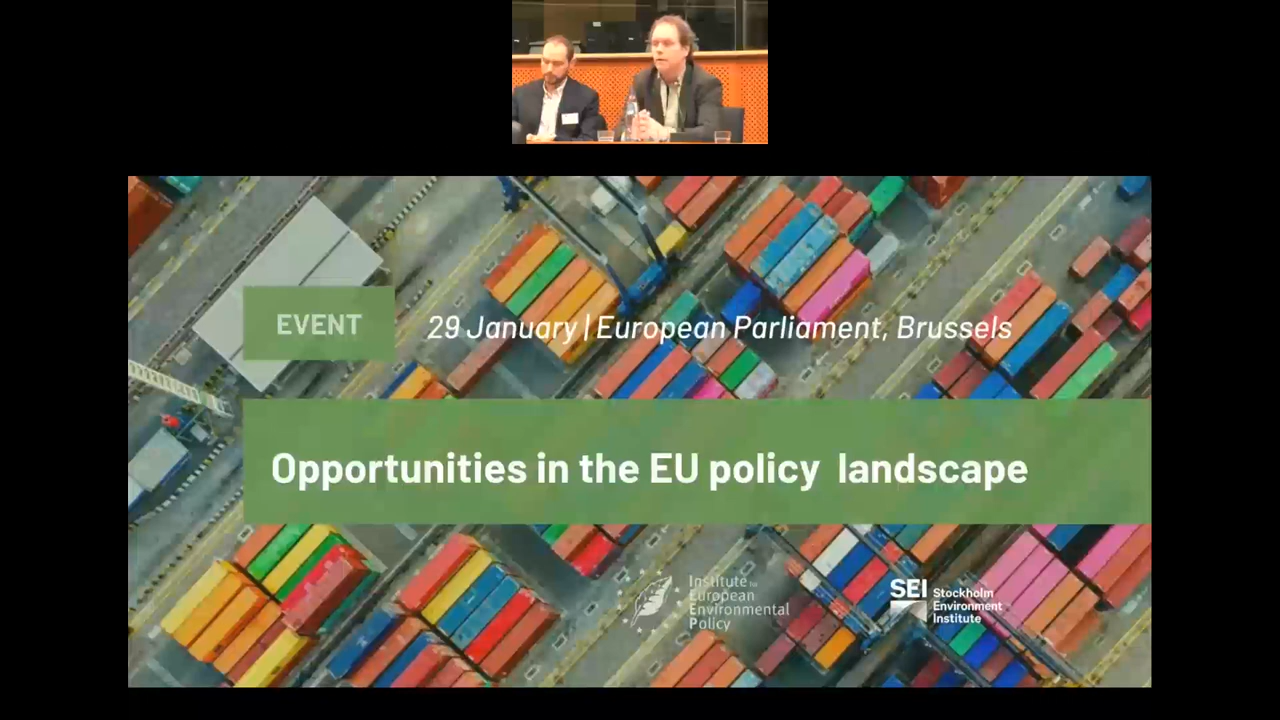 EVENT
29 January | European Parliament, Brussels
Opportunities in the EU policy landscape
Institute for
European
Environmental
Policy
SEI
Stockholm
Environment
Institute